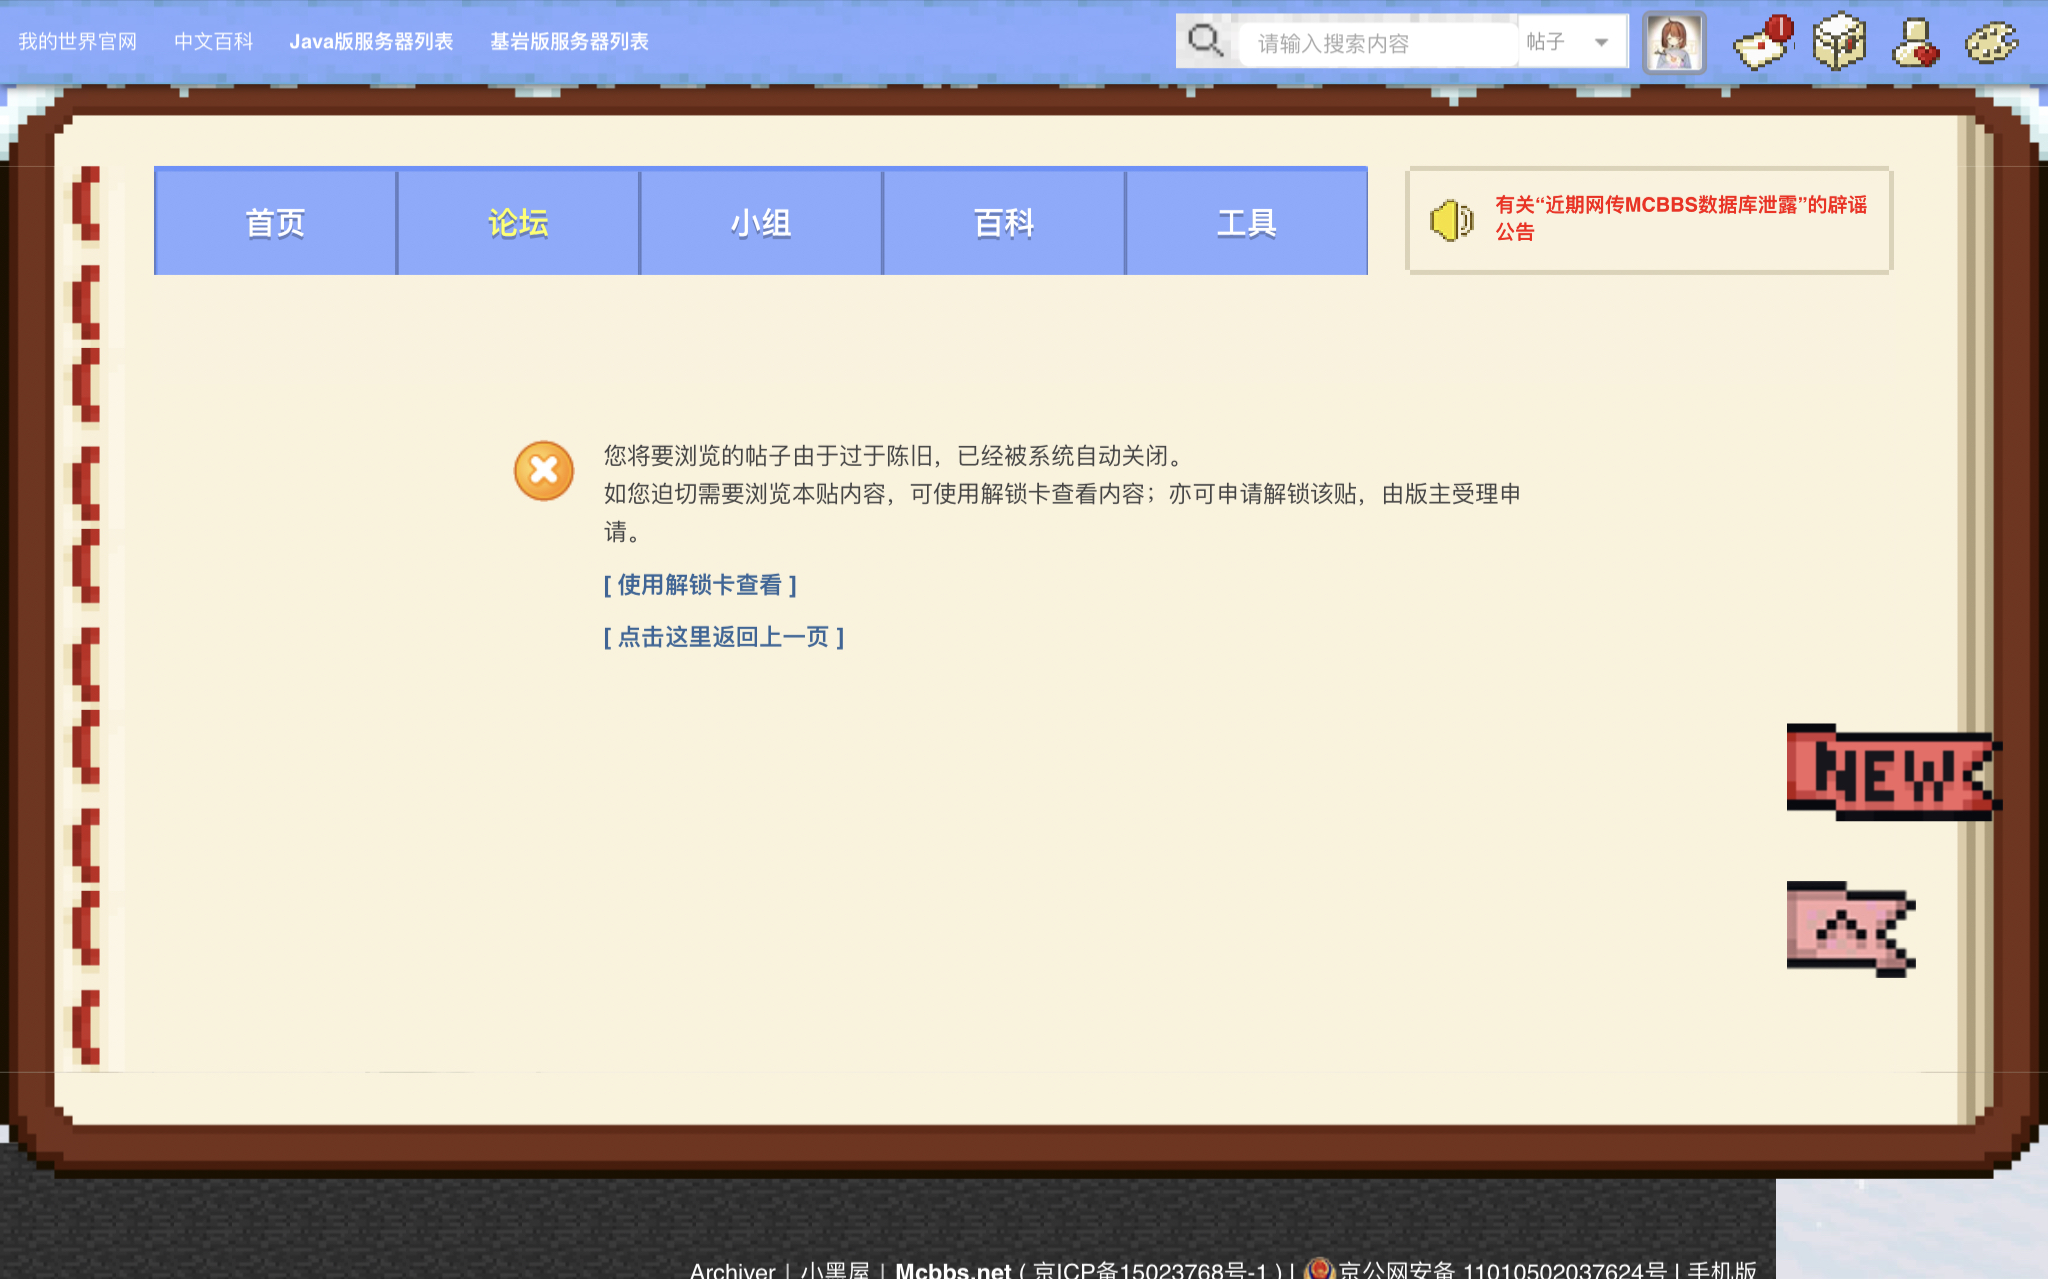 我的世界官网 中文百科 Java版服务器列表 基岩版服务器列表 请输入搜索内容 帖子
首页 论坛 小组 百科 工具
有关“近期网传MCBBS数据库泄露”的辟谣
公告
您将要浏览的帖子由于过于陈旧，已经被系统自动关闭。
如您迫切需要浏览本贴内容，可使用解锁卡查看内容；亦可申请解锁该贴，由版主受理申
请。
[ 使用解锁卡查看 ]
[ 点击这里返回上一页 ]
NEW
Archiver | 小黑屋 | Mcbbs.net ( 京ICP备15023768号-1 ) | 京公网安备 11010502037624号 | 手机版